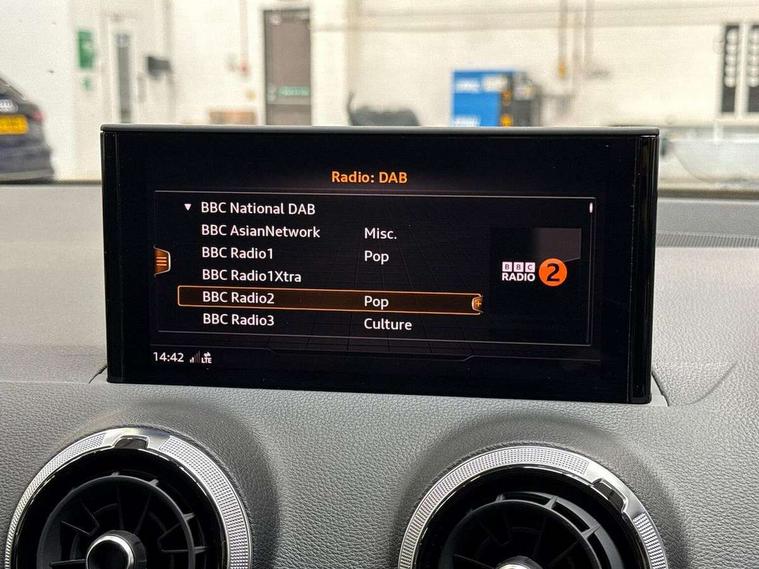 Radio: DAB
▼ BBC National DAB
BBC AsianNetwork Misc.
BBC Radio1 Pop
BBC Radio1Xtra
BBC Radio2 Pop
BBC Radio3 Culture
BBC
RADIO 2
14:42 LTE